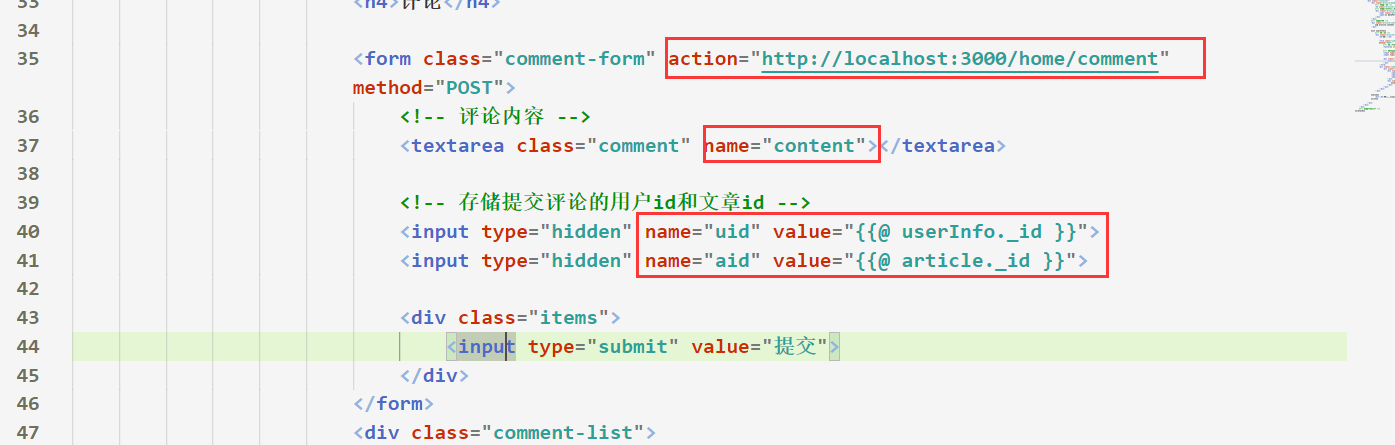 33 <h4>评论</h4>
34
35 <form class="comment-form" action="http://localhost:3000/home/comment"
method="POST">
36 <!-- 评论内容 -->
37 <textarea class="comment" name="content"></textarea>
38
39 <!-- 存储提交评论的用户id和文章id -->
40 <input type="hidden" name="uid" value="{{@ userInfo._id }}">
41 <input type="hidden" name="aid" value="{{@ article._id }}">
42
43 <div class="items">
44 <input type="submit" value="提交">
45 </div>
46 </form>
47 <div class="comment-list">